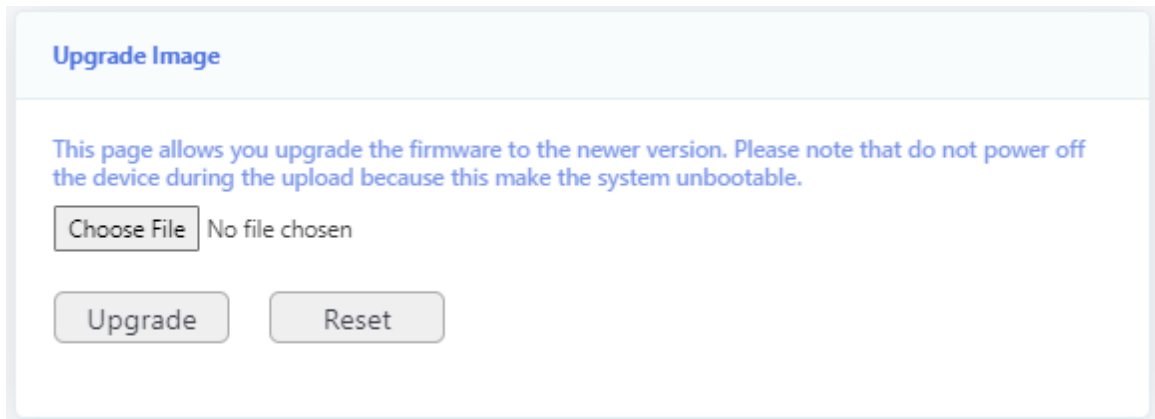 Upgrade Image
This page allows you upgrade the firmware to the newer version. Please note that do not power off
the device during the upload because this make the system unbootable.
Choose File No file chosen
Upgrade Reset